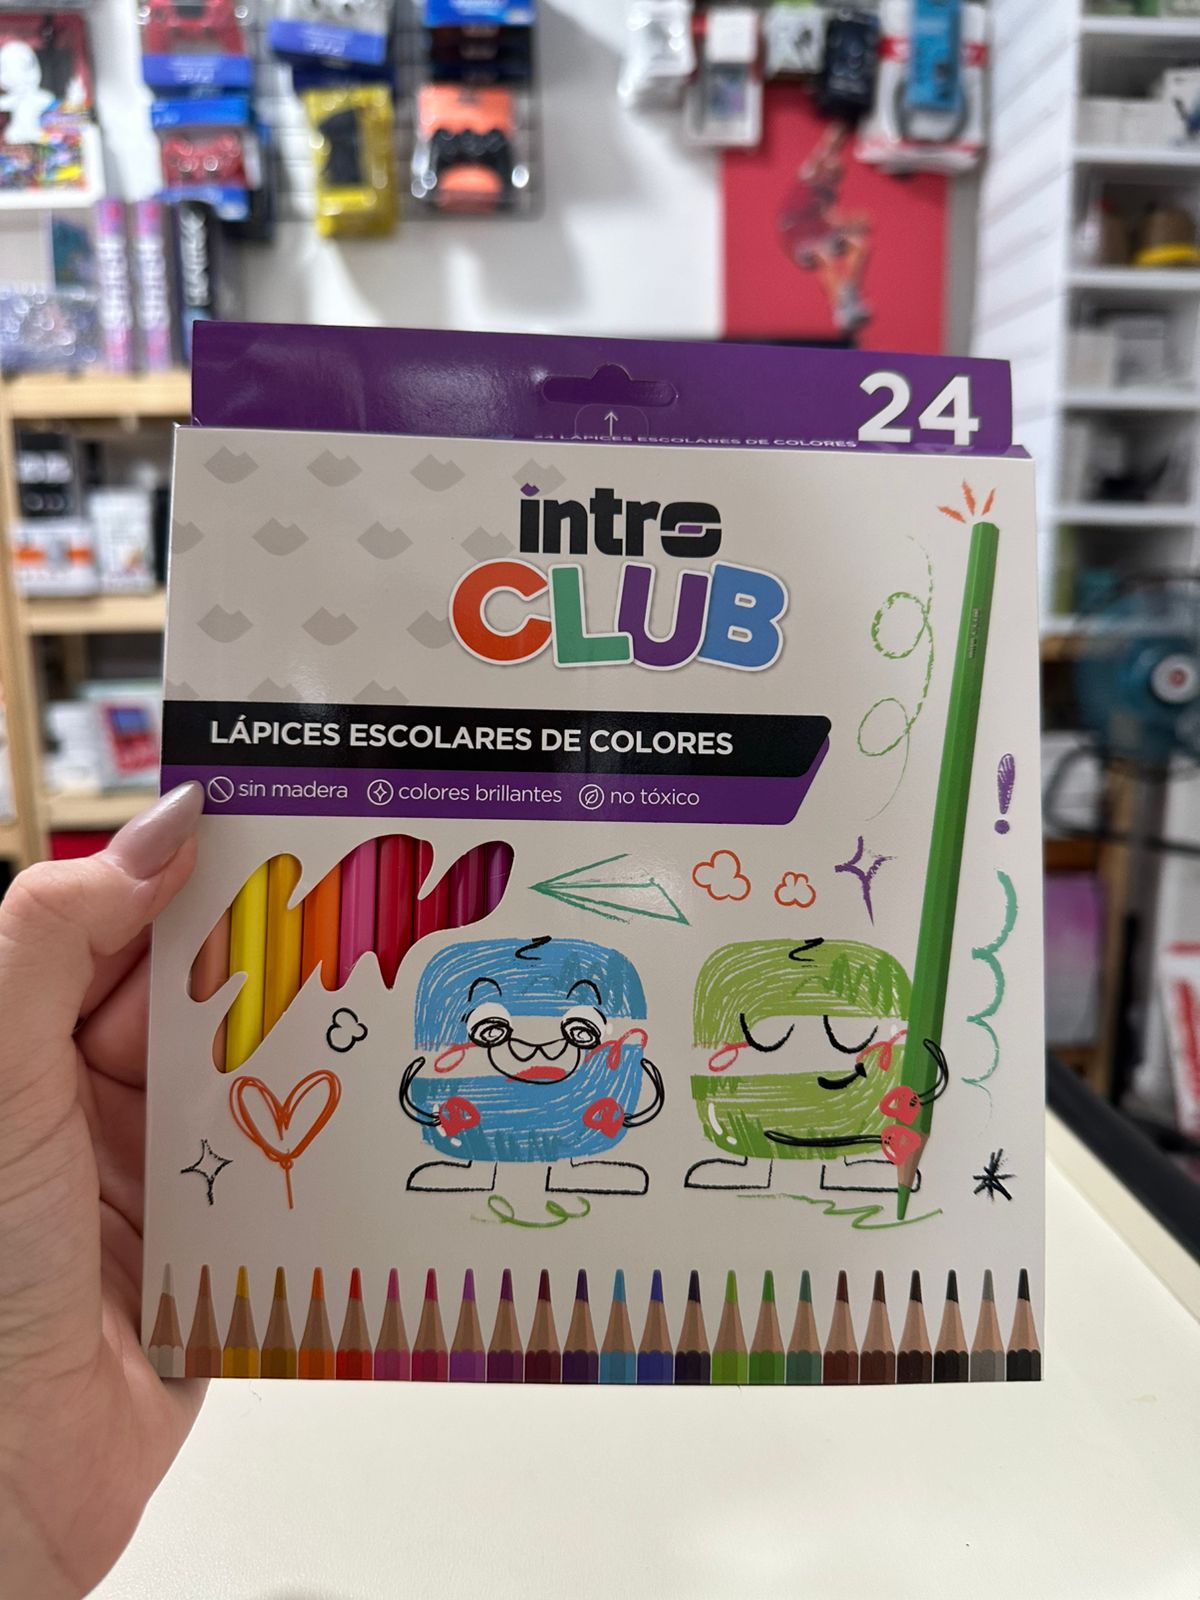 24
24 LÁPICES ESCOLARES DE COLORES
intro
CLUB
LÁPICES ESCOLARES DE COLORES
sin madera colores brillantes no tóxico